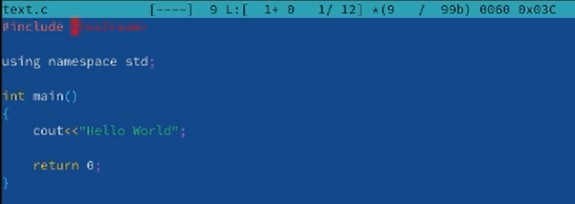 text.c [----] 9 L:[ 1+ 0 1/ 12] *(9 / 99b) 0060 0x03C
#include
using namespace std;
int main()
{
cout<<"Hello World";
return 0;
}